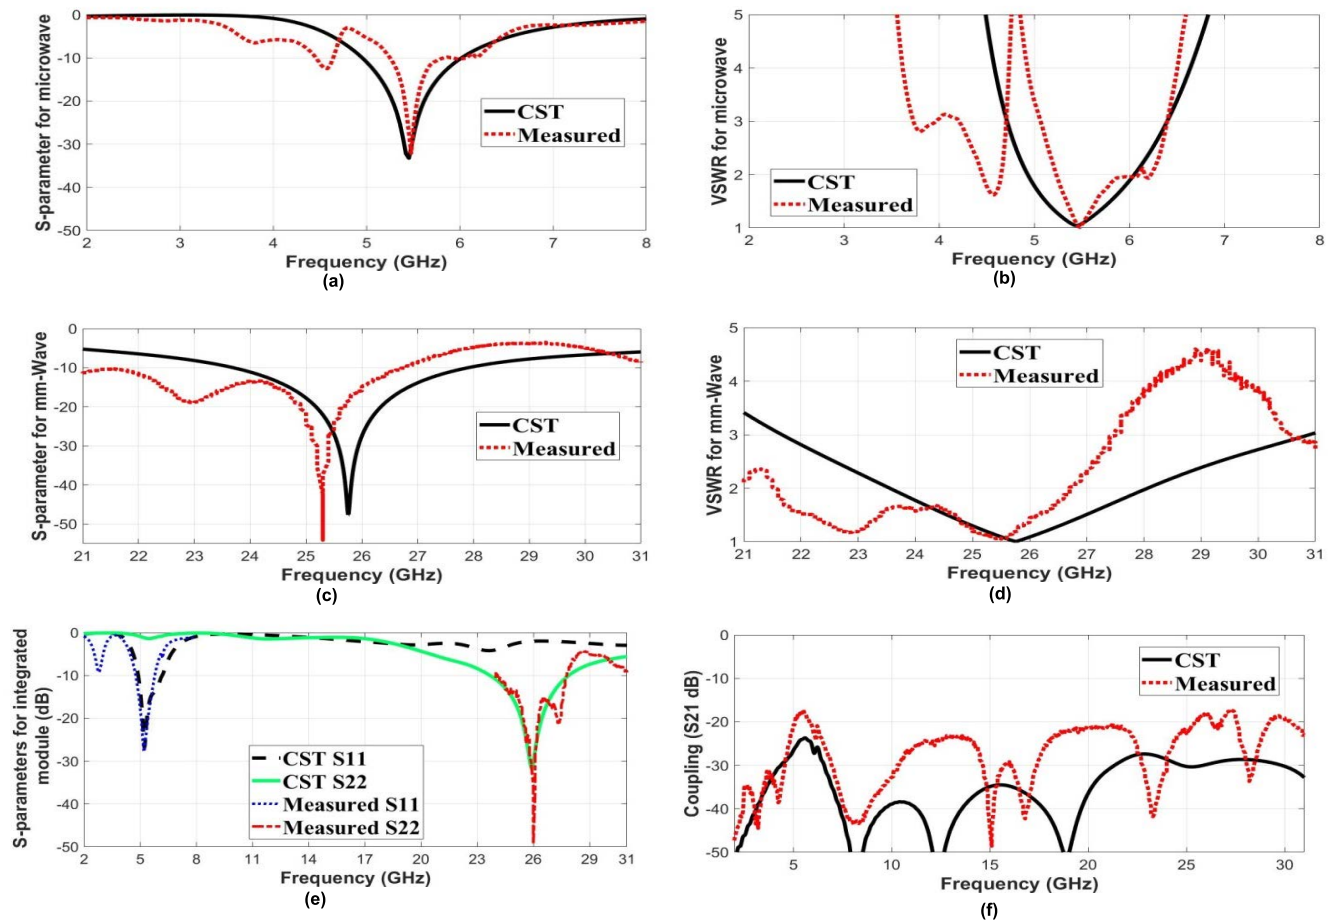 S-parameter for microwave
0
-10
-20
-30
-40
-50
CST
Measured
2 3 4 5 6 7 8
Frequency (GHz)
(a)
VSWR for microwave
5
4
3
2
1
CST
Measured
2 3 4 5 6 7 8
Frequency (GHz)
(b)
S-parameter for mm-Wave
0
-10
-20
-30
-40
-50
CST
Measured
21 22 23 24 25 26 27 28 29 30 31
Frequency (GHz)
(c)
VSWR for mm-Wave
5
4
3
2
1
CST
Measured
21 22 23 24 25 26 27 28 29 30 31
Frequency (GHz)
(d)
S-parameters for integrated
module (dB)
0
-10
-20
-30
-40
-50
CST S11
CST S22
Measured S11
Measured S22
2 5 8 11 14 17 20 23 26 29 31
Frequency (GHz)
(e)
Coupling (S21 dB)
0
-10
-20
-30
-40
-50
CST
Measured
5 10 15 20 25 30
Frequency (GHz)
(f)